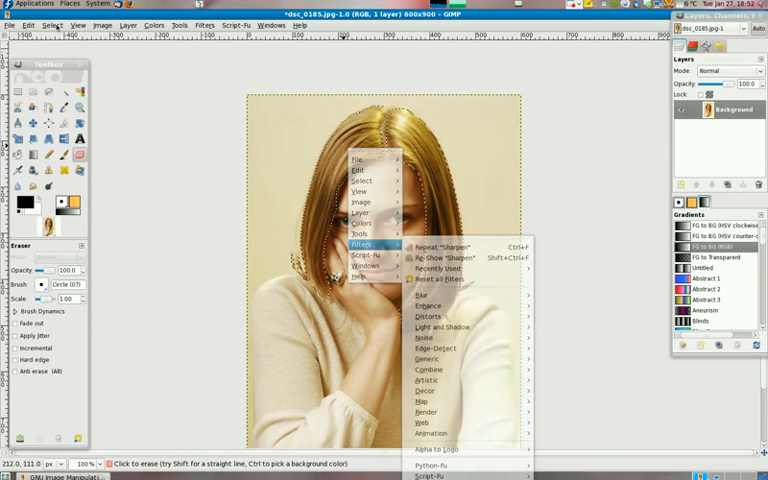 Applications Places System
6 °C Tue Jan 27, 18:52
*dsc_0185.jpg-1.0 (RGB, 1 layer) 600x900 – GIMP
File Edit Select View Image Layer Colors Tools Filters Script-Fu Windows Help
Toolbox
Eraser
Opacity: 100.0
Brush: Circle (07)
Scale: 1.00
Brush Dynamics
Fade out
Apply jitter
Incremental
Hard edge
Anti erase (Alt)
File
Edit
Select
View
Image
Layer
Colors
Tools
Filters
Script-Fu
Windows
Help
Repeat "Sharpen" Ctrl+F
Re-Show "Sharpen" Shift+Ctrl+F
Recently Used
Reset all Filters
Blur
Enhance
Distorts
Light and Shadow
Noise
Edge-Detect
Generic
Combine
Artistic
Decor
Map
Render
Web
Animation
Alpha to Logo
Python-Fu
Script-Fu
Layers, Channels,
dsc_0185.jpg-1 Auto
Layers
Mode: Normal
Opacity: 100.0
Lock:
Background
Gradients
FG to BG (HSV clockwise
FG to BG (HSV counter-c
FG to BG (RGB)
FG to Transparent
Untitled
Abstract 1
Abstract 2
Abstract 3
Aneurism
Blinds
212.0, 111.0 px 100% Click to erase (try Shift for a straight line, Ctrl to pick a background color)
GNU Image Manipulati